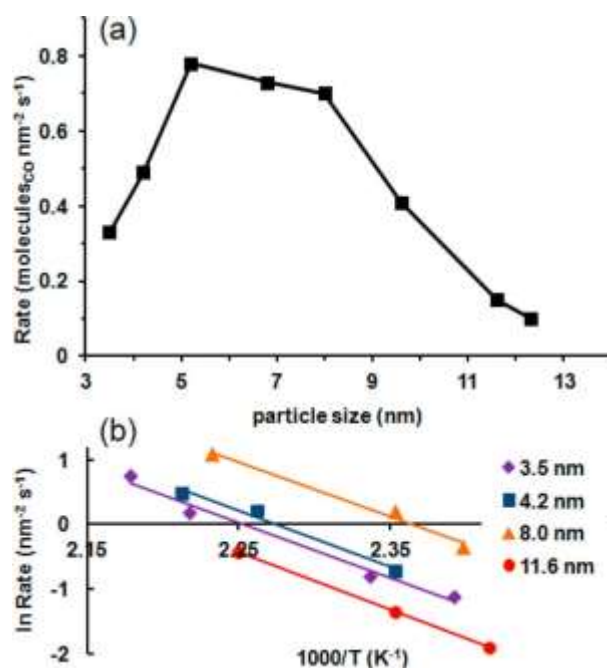 (a)
Rate (molecules_CO nm⁻² s⁻¹)
0.8
0.6
0.4
0.2
0
3 5 7 9 11 13
particle size (nm)
(b)
ln Rate (nm⁻² s⁻¹)
1
0
-1
-2
2.15 2.25 2.35
1000/T (K⁻¹)
3.5 nm
4.2 nm
8.0 nm
11.6 nm